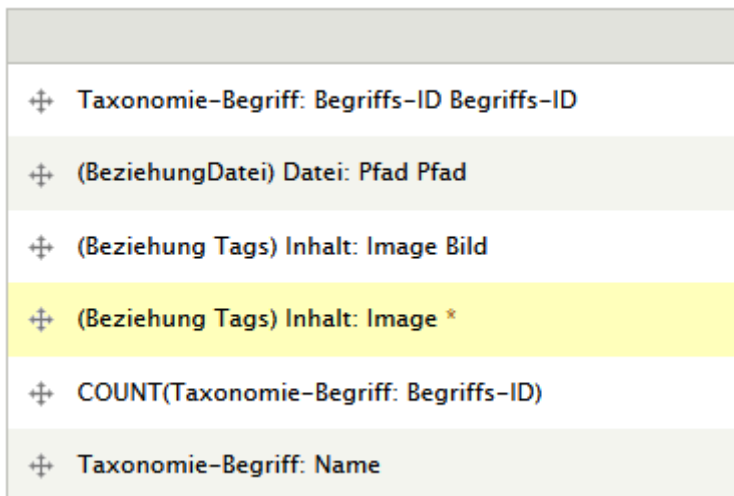 Taxonomie-Begriff: Begriffs-ID Begriffs-ID
(BeziehungDatei) Datei: Pfad Pfad
(Beziehung Tags) Inhalt: Image Bild
(Beziehung Tags) Inhalt: Image *
COUNT(Taxonomie-Begriff: Begriffs-ID)
Taxonomie-Begriff: Name